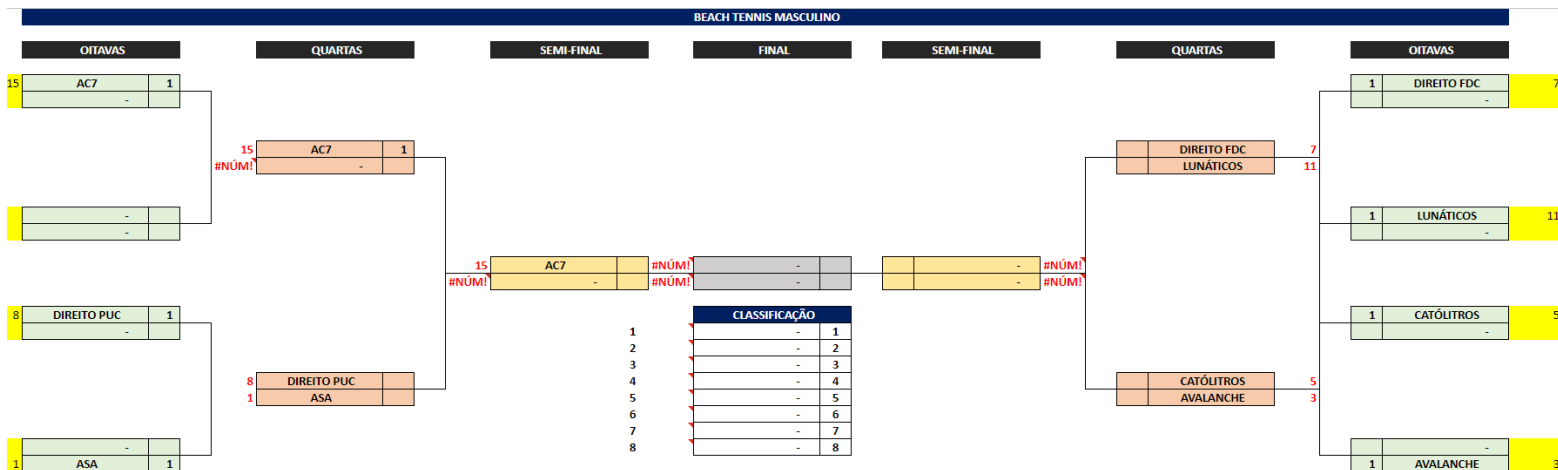 BEACH TENNIS MASCULINO
OITAVAS QUARTAS SEMI-FINAL FINAL SEMI-FINAL QUARTAS OITAVAS
15 AC7 1 1 DIREITO FDC 7
- -
15 AC7 1 DIREITO FDC 7
#NÚM! - LUNÁTICOS 11
- 1 LUNÁTICOS 11
- -
15 AC7 #NÚM! - - #NÚM!
#NÚM! - #NÚM! - - #NÚM!
8 DIREITO PUC 1 CLASSIFICAÇÃO 1 CATÓLITROS 5
- 1 - 1 -
2 - 2
3 - 3
8 DIREITO PUC 4 - 4 CATÓLITROS 5
1 ASA 5 - 5 AVALANCHE 3
6 - 6
7 - 7
- 8 - 8 -
1 ASA 1 1 AVALANCHE 3